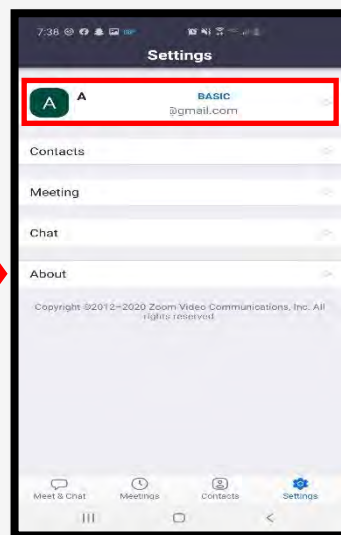 7:38
Settings
A A BASIC
@gmail.com
Contacts
Meeting
Chat
About
Copyright ©2012-2020 Zoom Video Communications, Inc. All
rights reserved.
Meet & Chat Meetings Contacts Settings